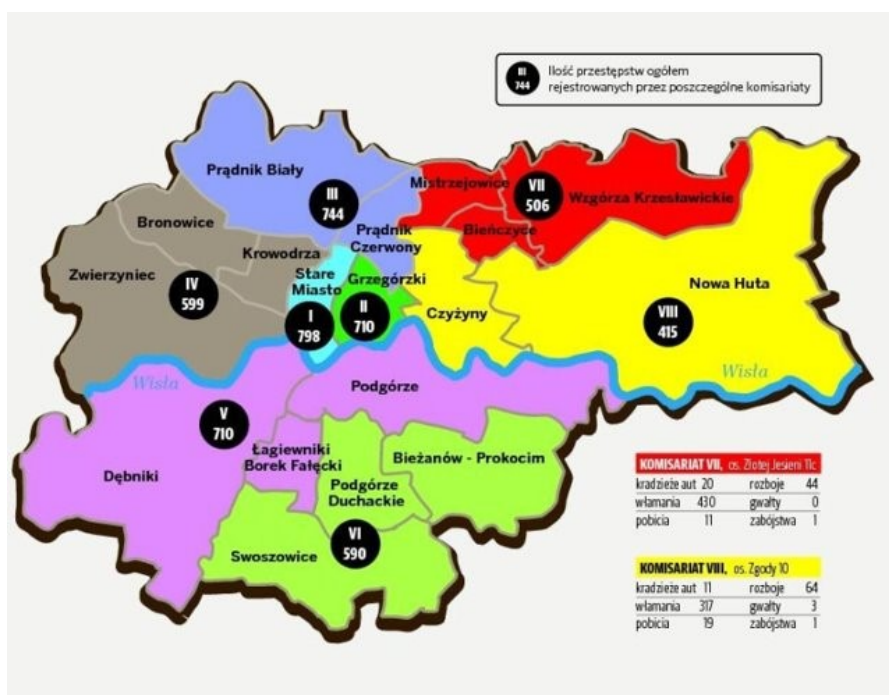 III
744
Ilość przestępstw ogółem
rejestrowanych przez poszczególne komisariaty
Prądnik Biały
III
744
Mistrzejowice
VII
506
Wzgórza Krzesławickie
Bronowice
Prądnik
Czerwony
Bieńczyce
Krowodrza
Zwierzyniec
Stare
Miasto
Grzegórzki
Nowa Huta
IV
599
I
798
II
710
Czyżyny
VIII
415
Wisła
Wisła
Podgórze
V
710
Łagiewniki
Borek Fałęcki
Bieżanów - Prokocim
Dębniki
Podgórze
Duchackie
VI
590
Swoszowice
KOMISARIAT VII, os. Złotej Jesieni 11c
kradzieże aut 20 rozboje 44
włamania 430 gwałty 0
pobicia 11 zabójstwa 1
KOMISARIAT VIII, os. Zgody 10
kradzieże aut 11 rozboje 64
włamania 317 gwałty 3
pobicia 19 zabójstwa 1